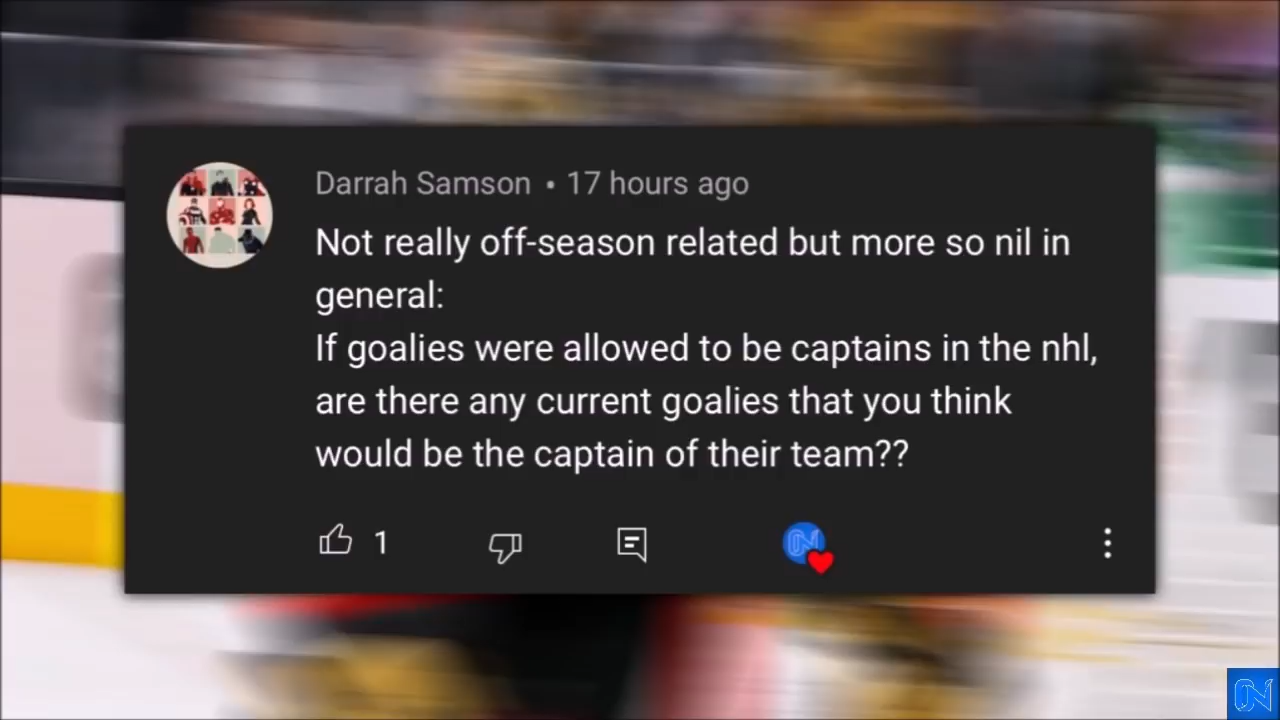 Darrah Samson • 17 hours ago
Not really off-season related but more so nil in
general:
If goalies were allowed to be captains in the nhl,
are there any current goalies that you think
would be the captain of their team??
1